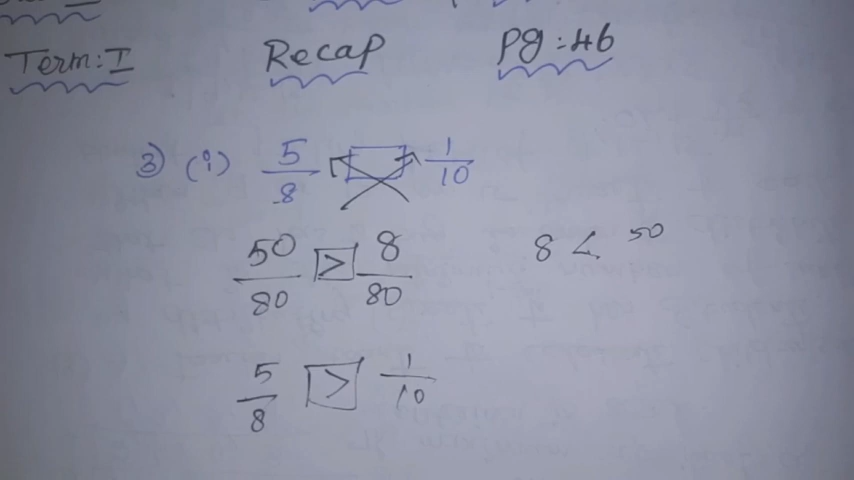 Term: I Recap Pg: 46
3) (i) 5/8 1/10
50/80 > 8/80 8 < 50
5/8 > 1/10